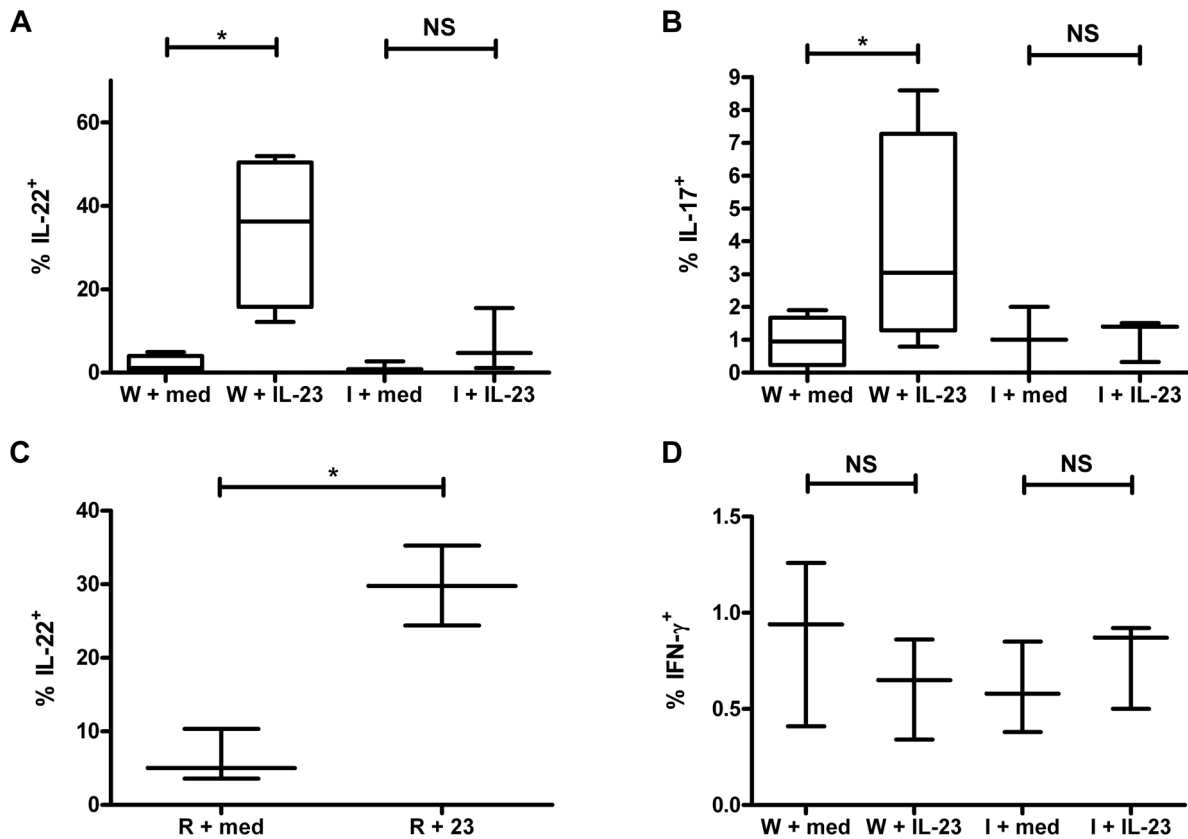 A
*
NS
% IL-22⁺
60
40
20
0
W + med W + IL-23 I + med I + IL-23
B
*
NS
% IL-17⁺
9
8
7
6
5
4
3
2
1
0
W + med W + IL-23 I + med I + IL-23
C
*
% IL-22⁺
40
30
20
10
0
R + med R + 23
D
NS
NS
% IFN-γ⁺
1.5
1.0
0.5
0.0
W + med W + IL-23 I + med I + IL-23